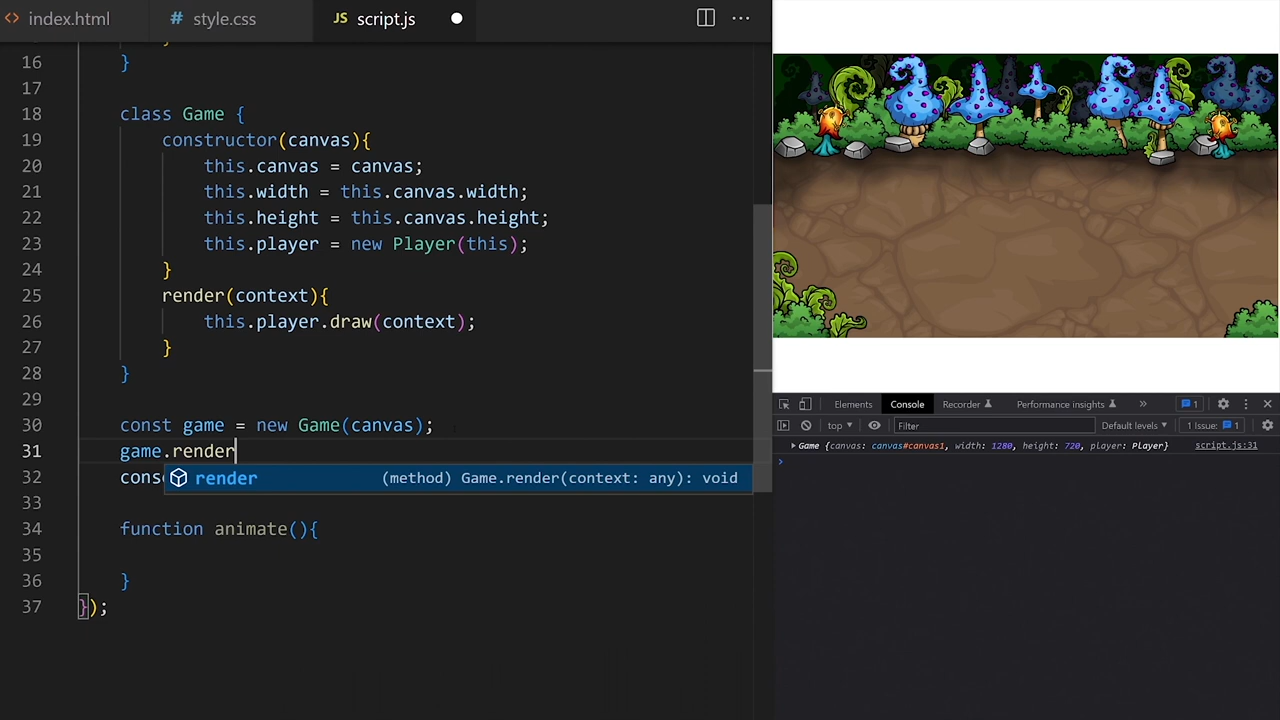 index.html
# style.css
JS script.js
16 }
17
18 class Game {
19 constructor(canvas){
20 this.canvas = canvas;
21 this.width = this.canvas.width;
22 this.height = this.canvas.height;
23 this.player = new Player(this);
24 }
25 render(context){
26 this.player.draw(context);
27 }
28 }
29
30 const game = new Game(canvas);
31 game.render
render (method) Game.render(context: any): void
32 conso
33
34 function animate(){
35
36 }
37 });
Elements Console Recorder Performance insights » 1
top Filter Default levels 1 Issue: 1
Game {canvas: canvas#canvas1, width: 1280, height: 720, player: Player} script.js:31